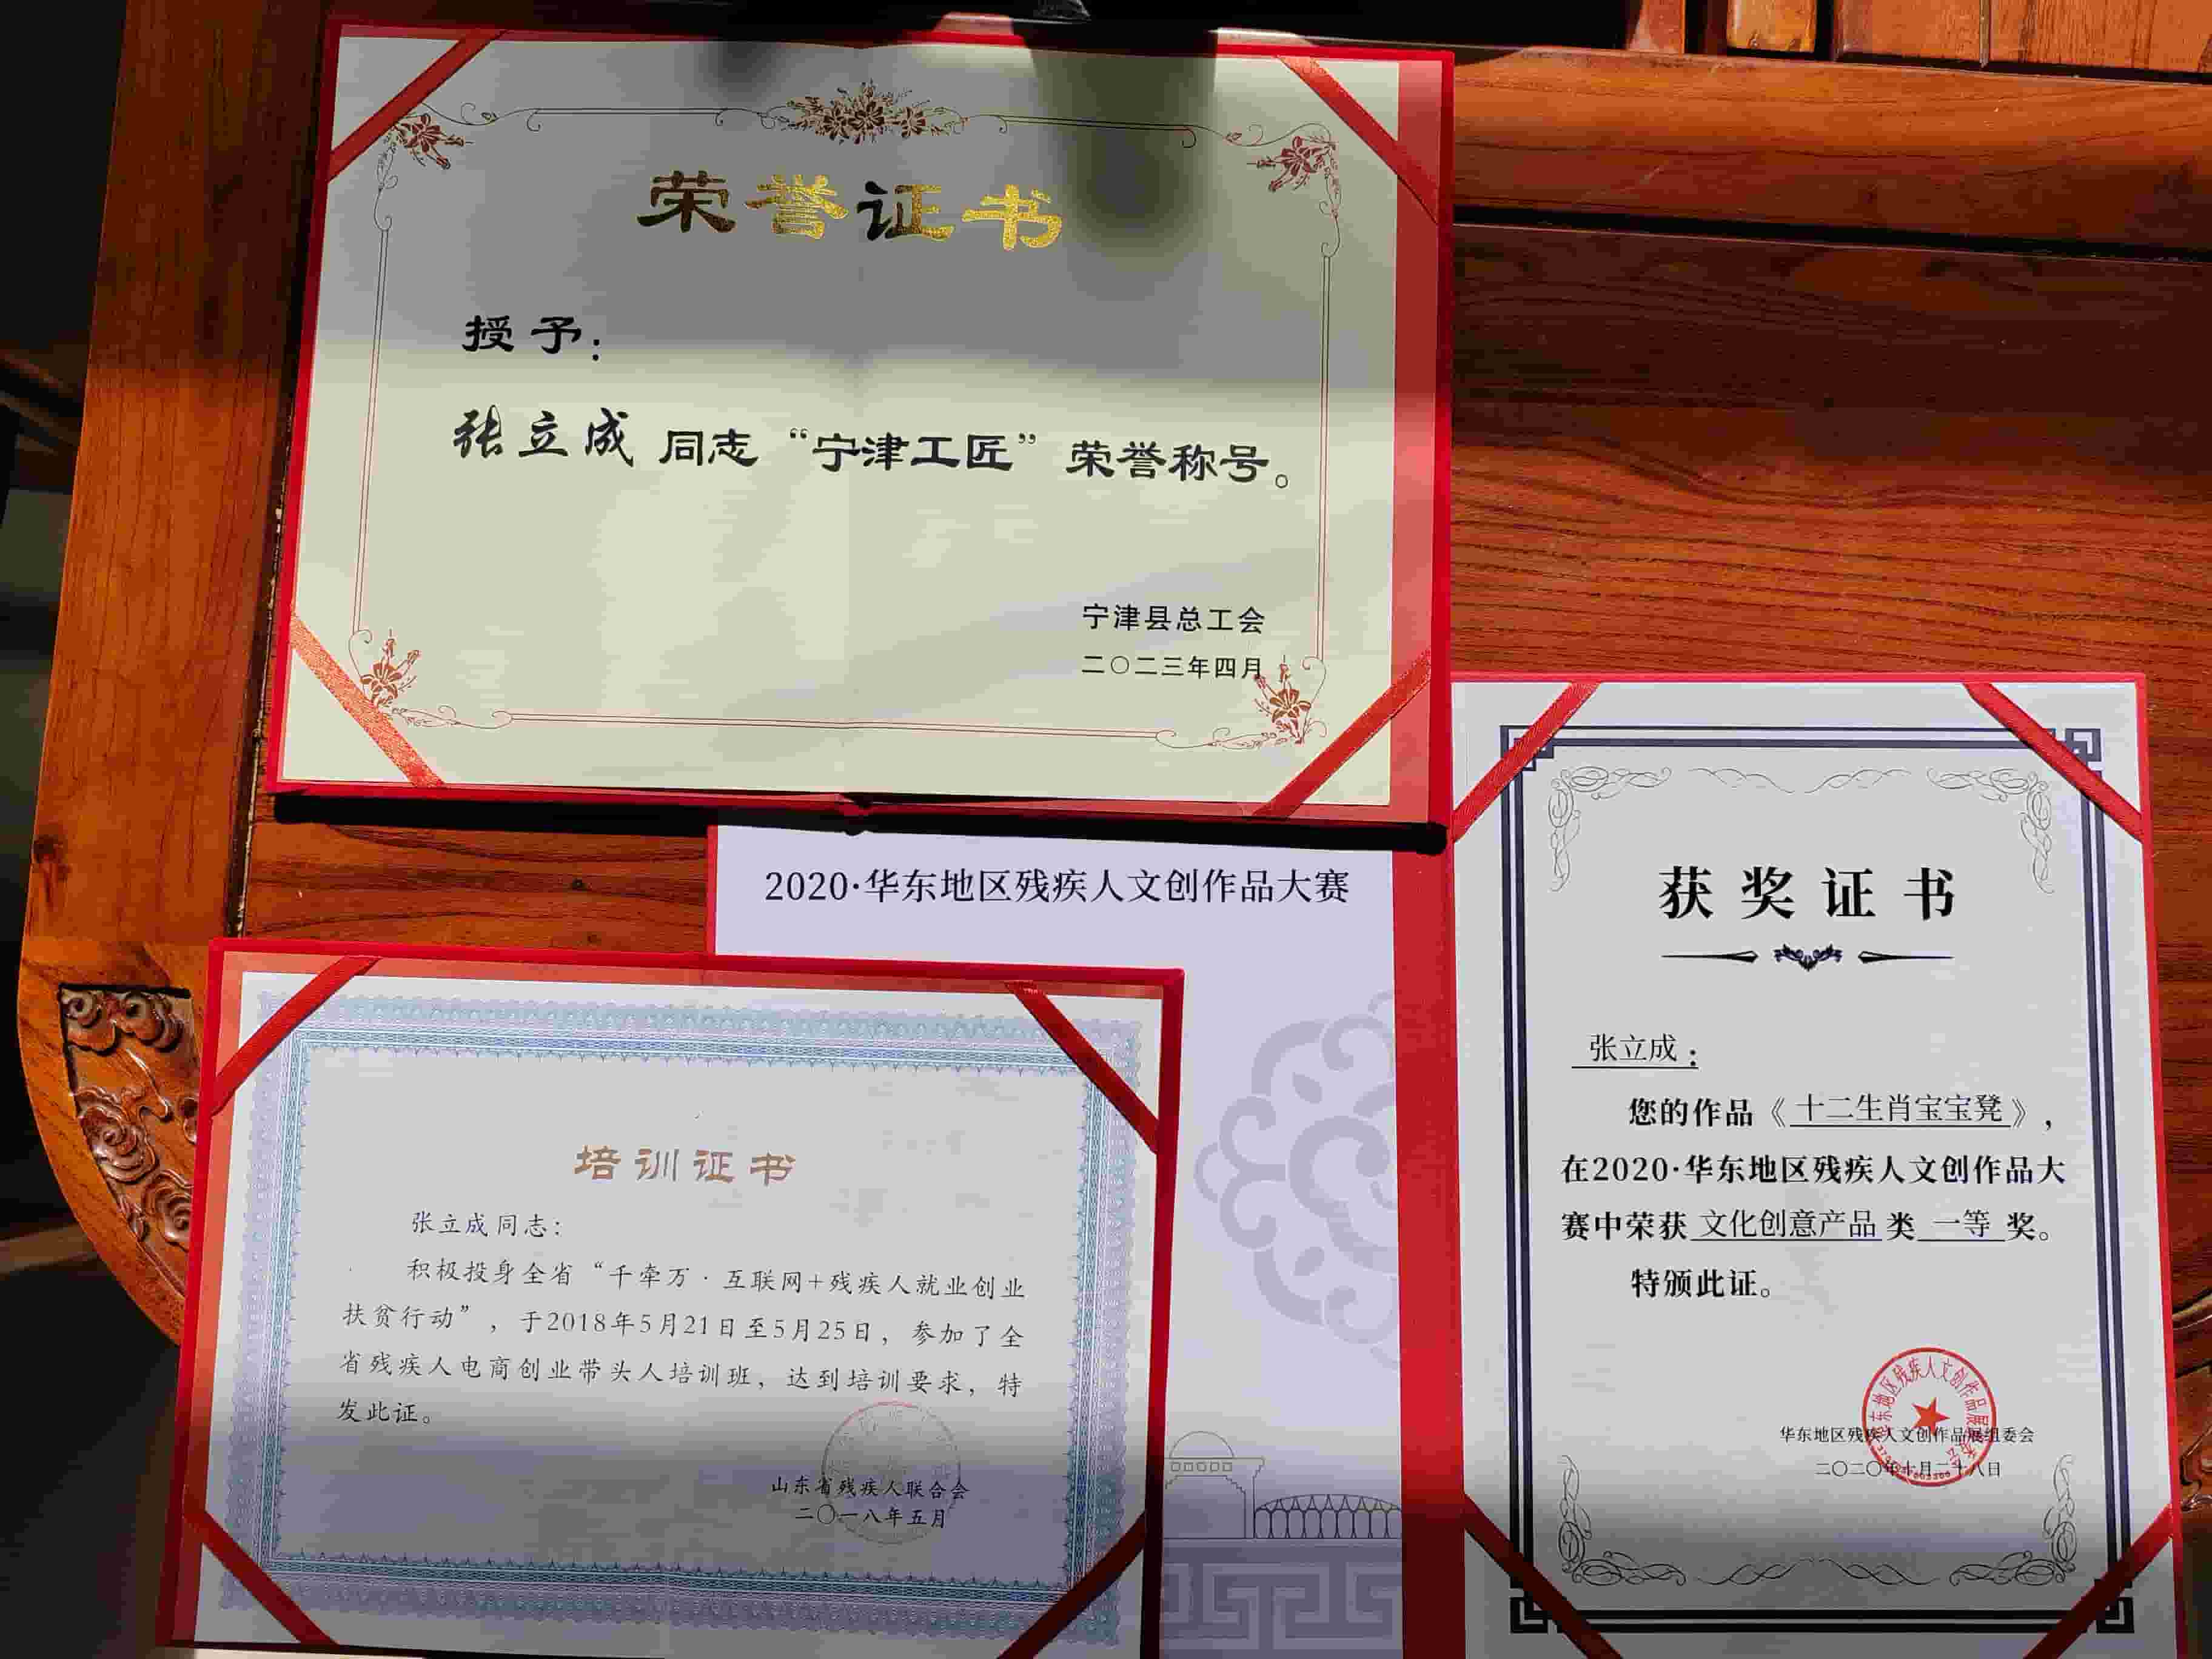 荣誉证书
授予：
张立成 同志 “宁津工匠” 荣誉称号。
宁津县总工会
二〇二三年四月
2020·华东地区残疾人文创作品大赛
获奖证书
张立成：
您的作品《十二生肖宝宝凳》，
在2020·华东地区残疾人文创作品大
赛中荣获 文化创意产品 类 一等 奖。
特颁此证。
华东地区残疾人文创作品展组委会
二〇二〇年十月二十八日
培训证书
张立成同志：
积极投身全省“千牵万·互联网+残疾人就业创业
扶贫行动”，于2018年5月21日至5月25日，参加了全
省残疾人电商创业带头人培训班，达到培训要求，特
发此证。
山东省残疾人联合会
二〇一八年五月